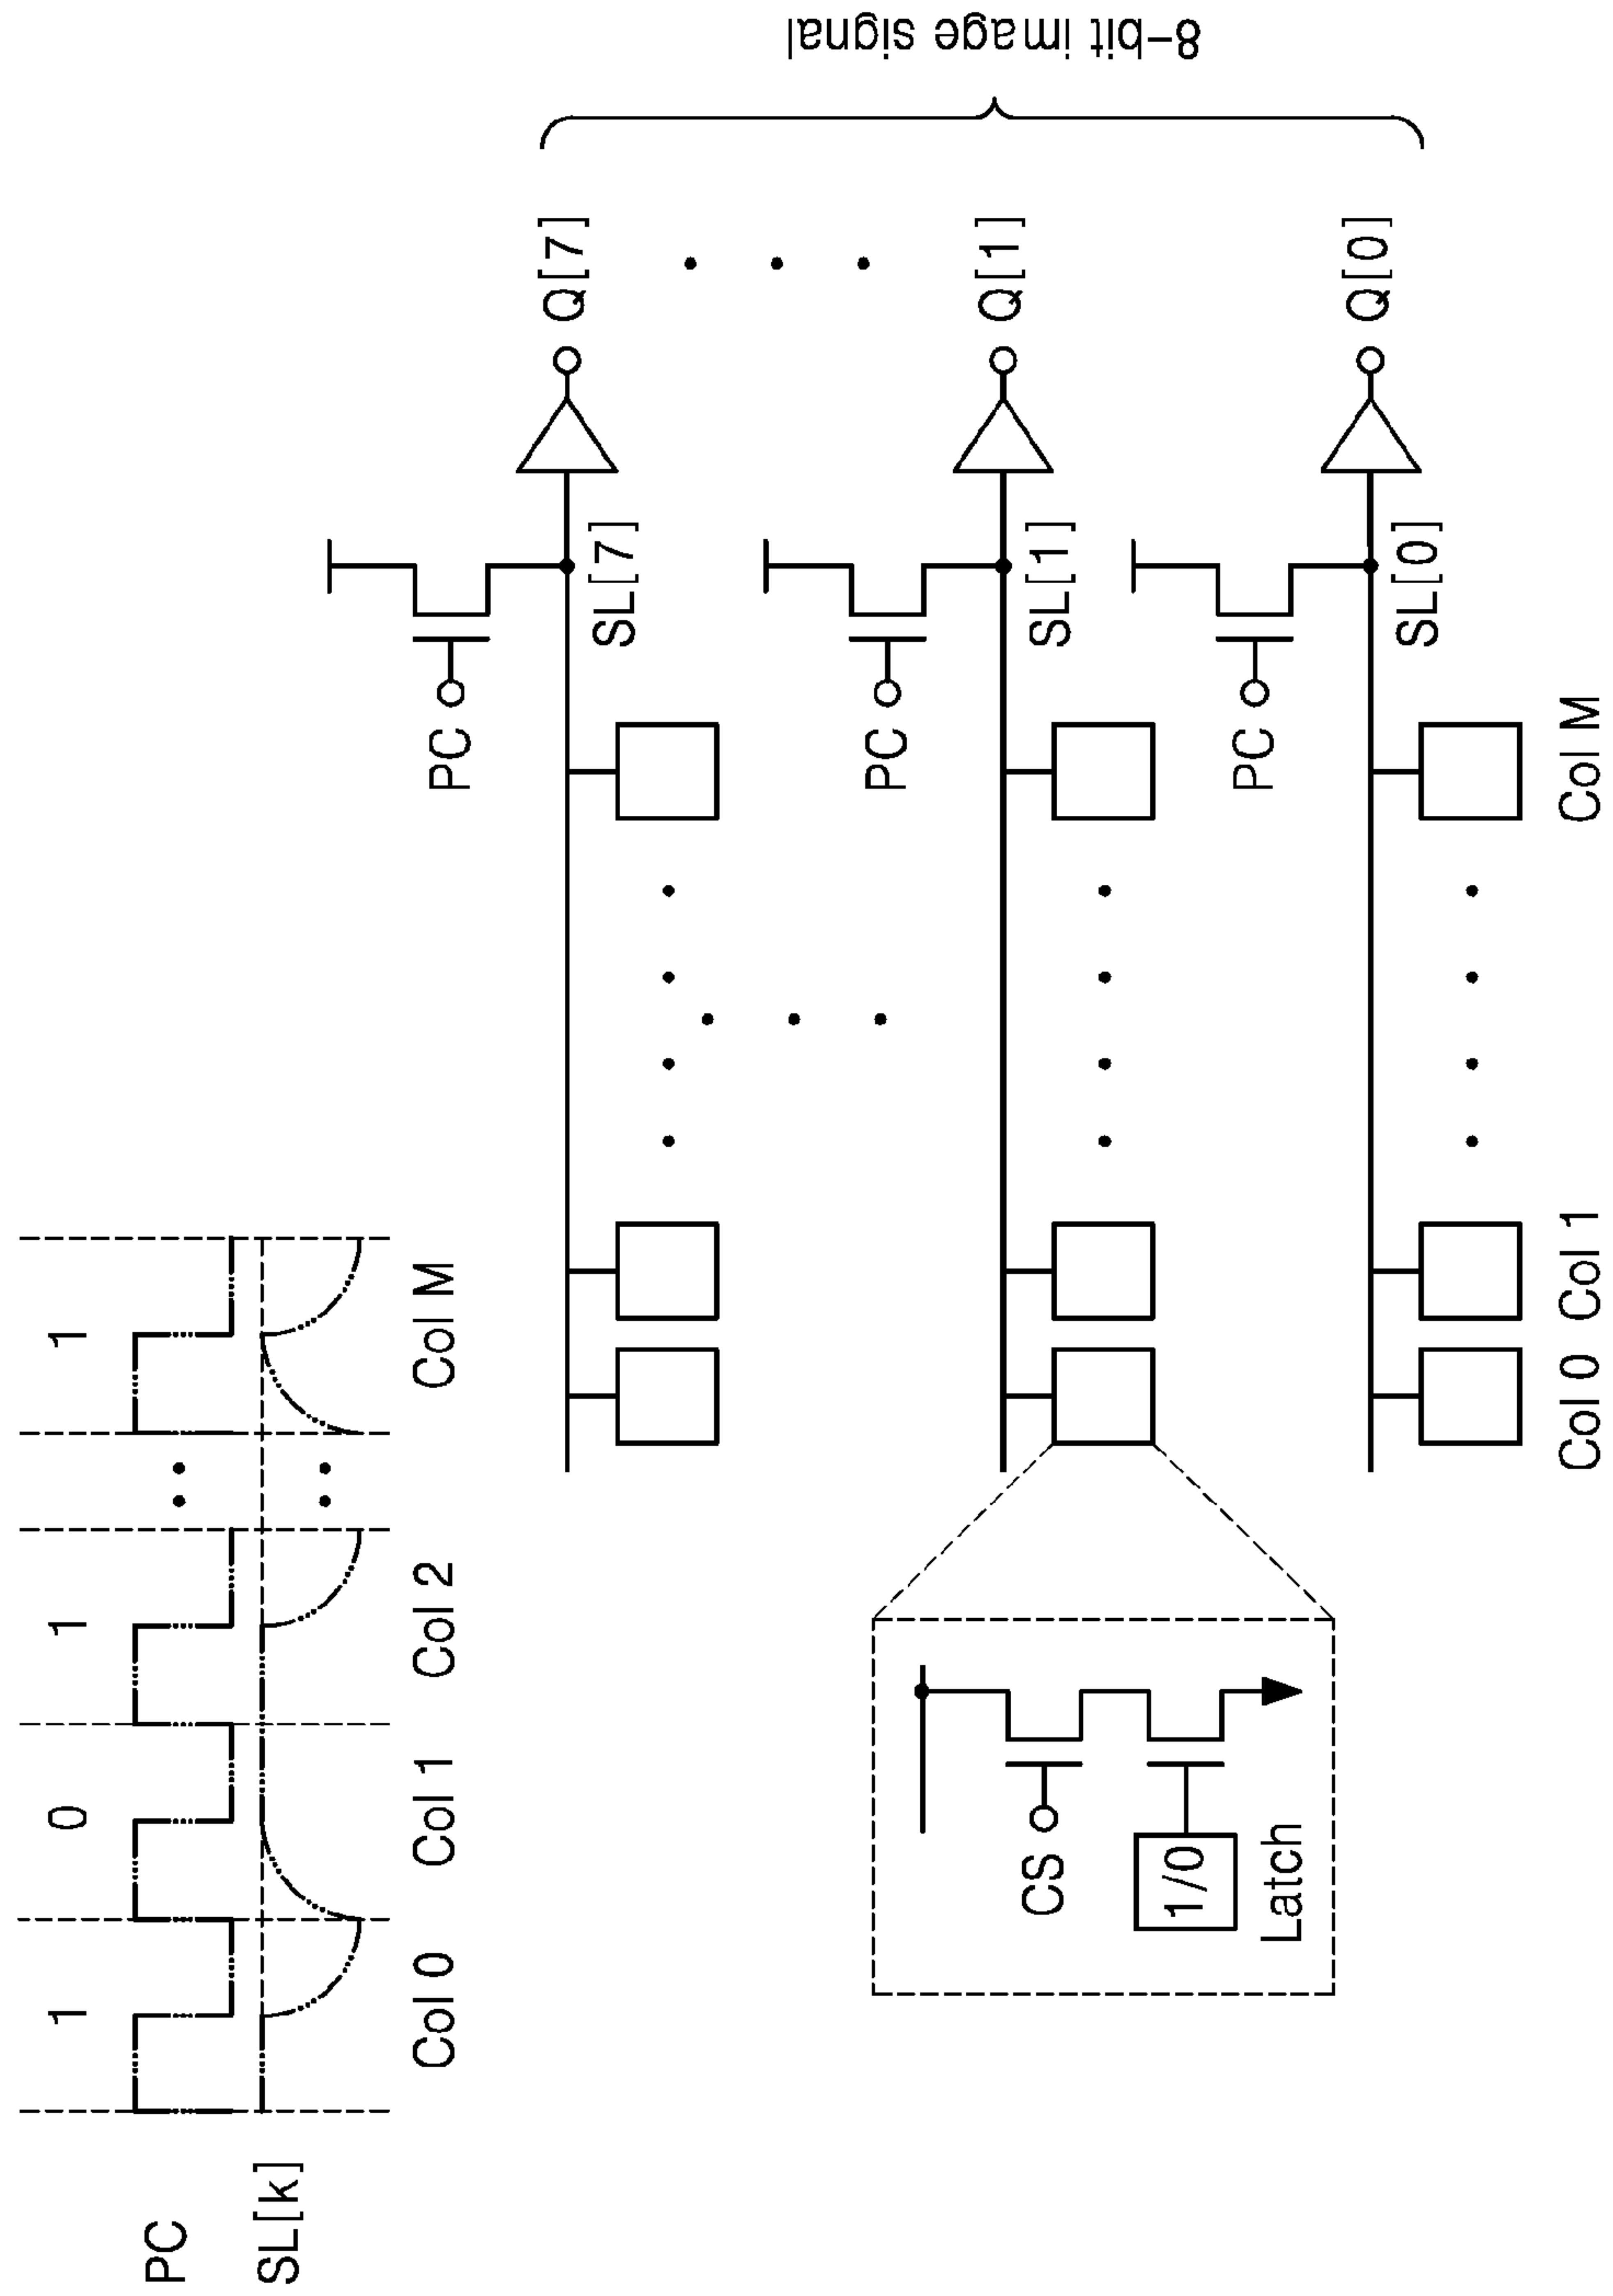 1 0 1 1
PC
SL[k]
Col 0 Col 1 Col 2 Col M
PC
SL[7]
Q[7]
CS
1/0
Latch
PC
SL[1]
Q[1]
PC
SL[0]
Q[0]
Col 0 Col 1 Col M
8-bit image signal